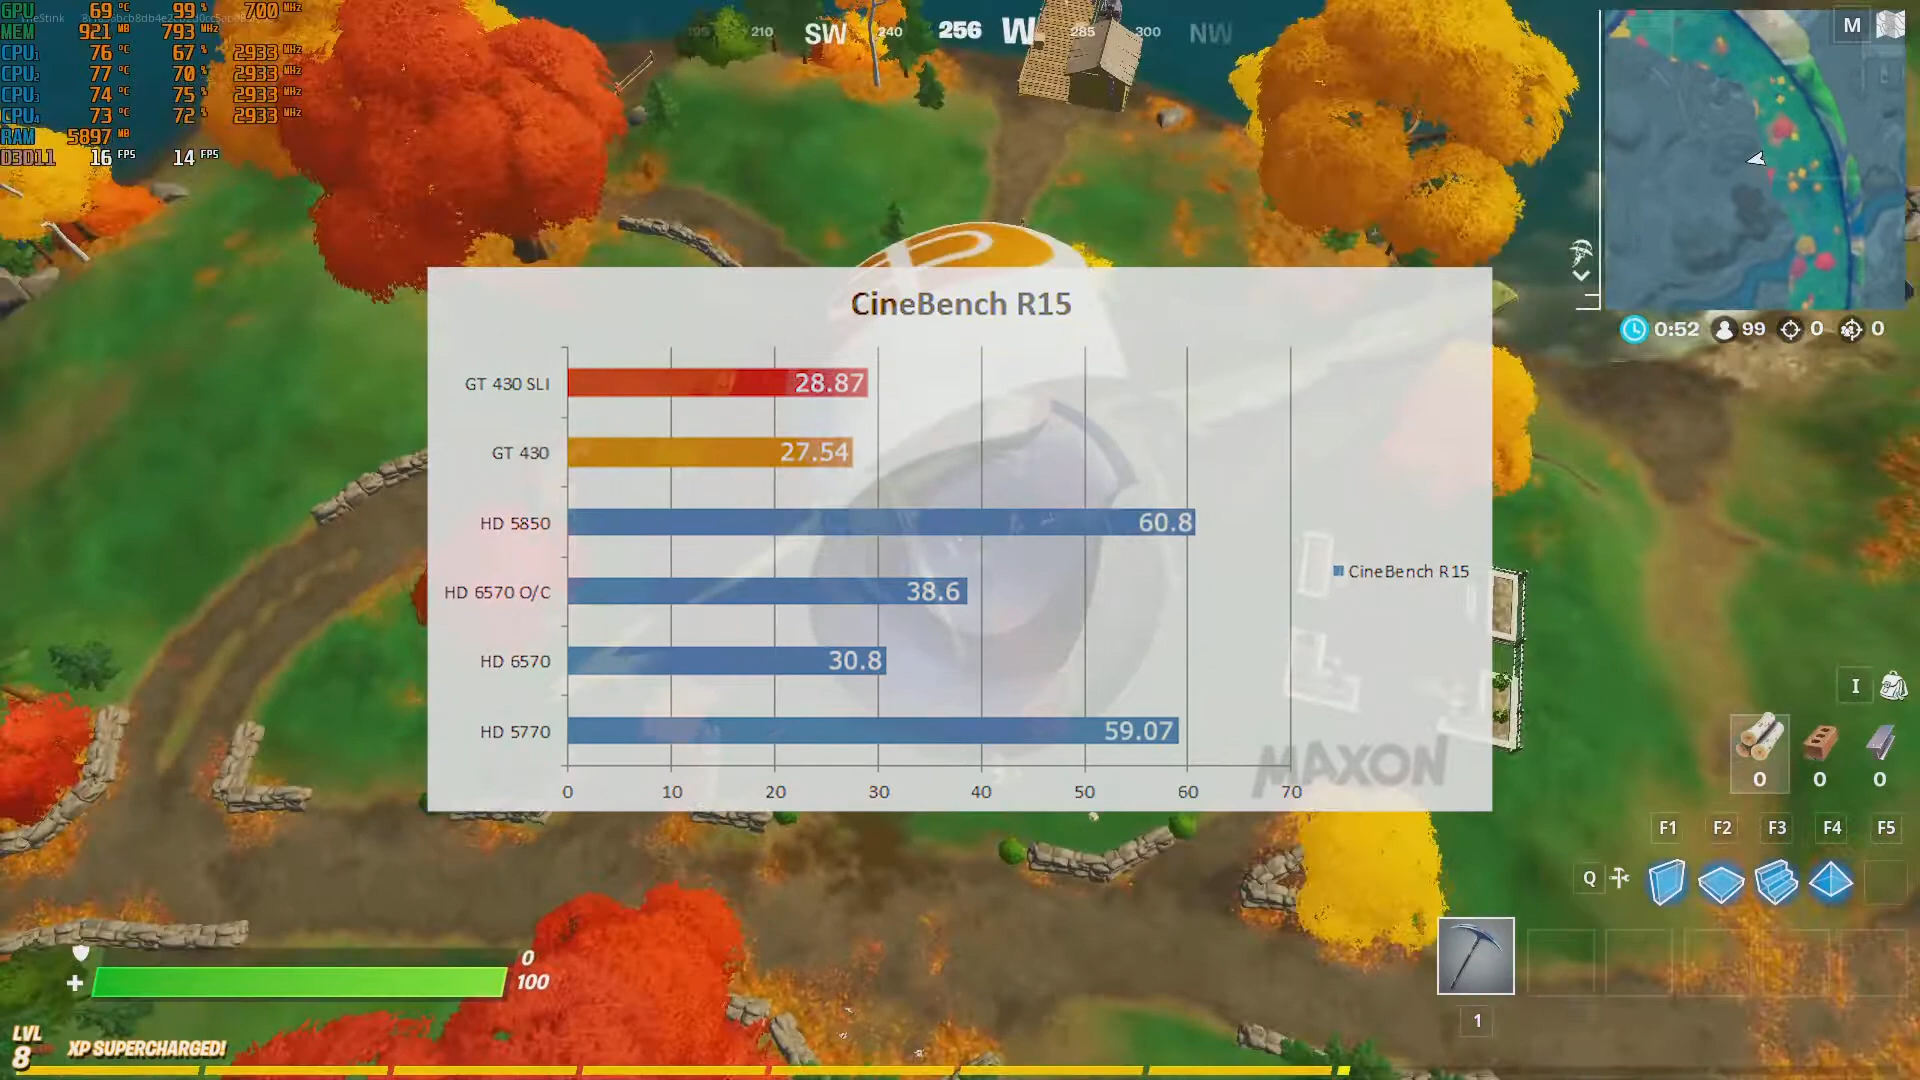 GPU 69 °C 99 % 700 MHz
MEM 921 MB 793 MHz
CPU1 76 °C 67 % 2933 MHz
CPU2 77 °C 70 % 2933 MHz
CPU3 74 °C 75 % 2933 MHz
CPU4 73 °C 72 % 2933 MHz
RAM 5897 MB
D3D11 16 FPS 14 FPS
195 210 SW 240 256 W 285 300 NW
M
0:52 99 0 0
CineBench R15
GT 430 SLI 28.87
GT 430 27.54
HD 5850 60.8
HD 6570 O/C 38.6
HD 6570 30.8
HD 5770 59.07
0 10 20 30 40 50 60 70
CineBench R15
MAXON
I
0 0 0
F1 F2 F3 F4 F5
Q
1
0
100
LVL
8
XP SUPERCHARGED!